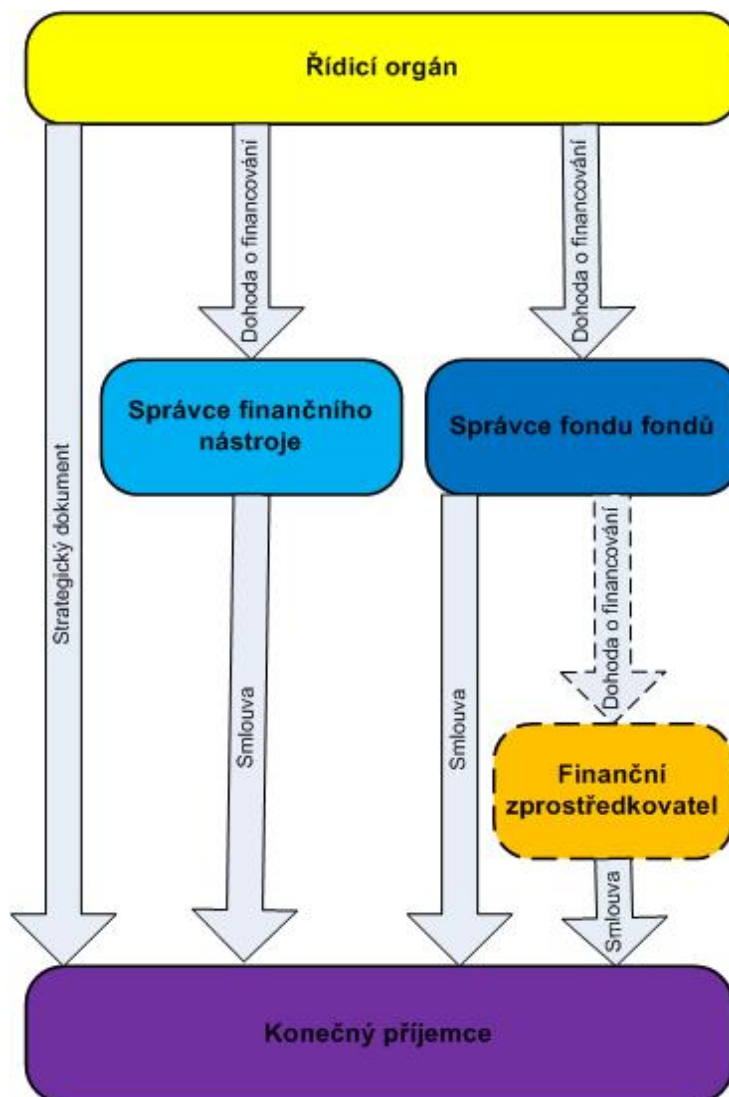 Řídicí orgán
Dohoda o financování
Dohoda o financování
Správce finančního
nástroje
Správce fondu fondů
Strategický dokument
Smlouva
Smlouva
Dohoda o financování
Finanční
zprostředkovatel
Smlouva
Konečný příjemce